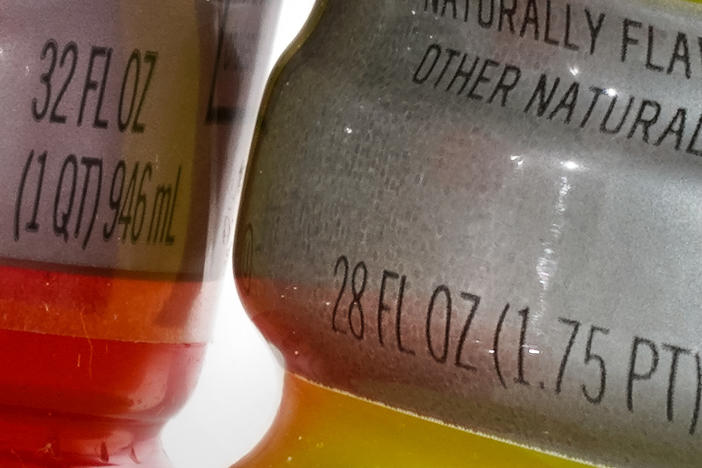 32 FL OZ
(1 QT) 946 mL
NATURALLY FLA
OTHER NATURAL
28 FL OZ (1.75 PT)